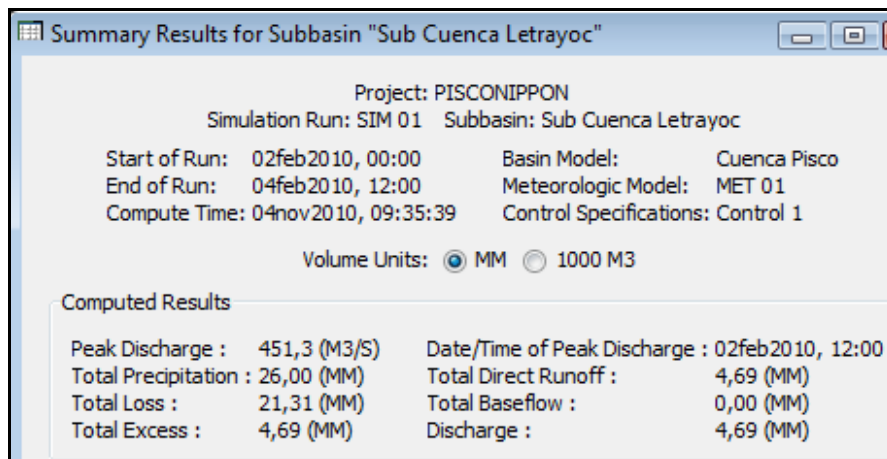 Summary Results for Subbasin "Sub Cuenca Letrayoc"
Project: PISCONIPPON
Simulation Run: SIM 01 Subbasin: Sub Cuenca Letrayoc
Start of Run: 02feb2010, 00:00 Basin Model: Cuenca Pisco
End of Run: 04feb2010, 12:00 Meteorologic Model: MET 01
Compute Time: 04nov2010, 09:35:39 Control Specifications: Control 1
Volume Units: MM 1000 M3
Computed Results
Peak Discharge : 451,3 (M3/S) Date/Time of Peak Discharge : 02feb2010, 12:00
Total Precipitation : 26,00 (MM) Total Direct Runoff : 4,69 (MM)
Total Loss : 21,31 (MM) Total Baseflow : 0,00 (MM)
Total Excess : 4,69 (MM) Discharge : 4,69 (MM)